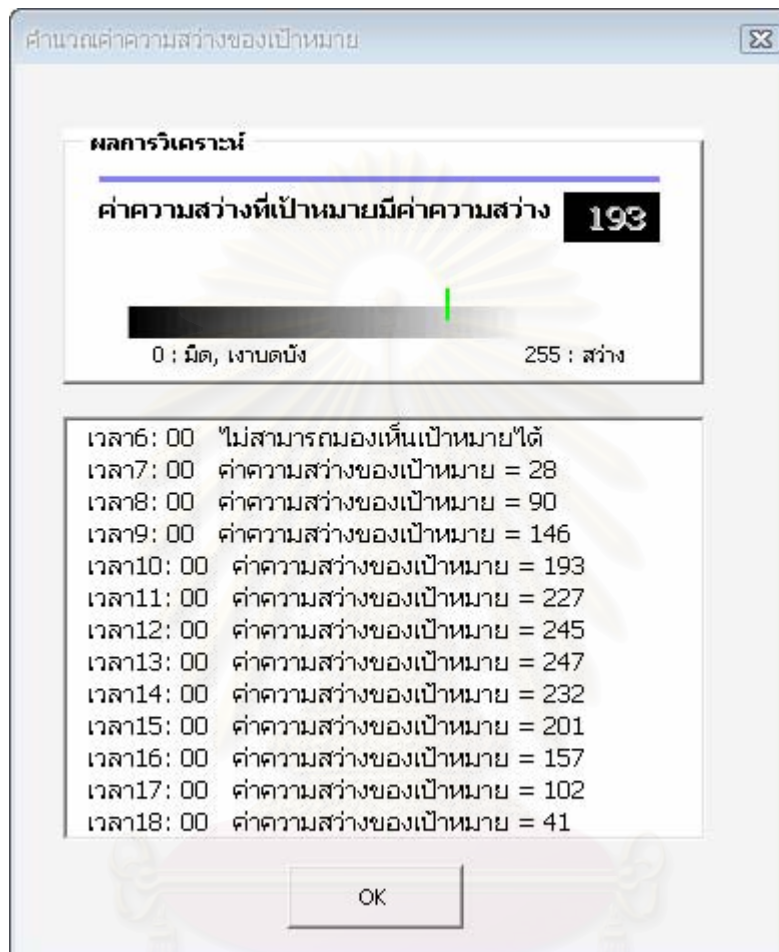 คำนวณค่าความสว่างของเป้าหมาย
ผลการวิเคราะห์
ค่าความสว่างที่เป้าหมายมีค่าความสว่าง 193
0 : มืด, เงาบดบัง 255 : สว่าง
เวลา6: 00 ไม่สามารถมองเห็นเป้าหมายได้
เวลา7: 00 ค่าความสว่างของเป้าหมาย = 28
เวลา8: 00 ค่าความสว่างของเป้าหมาย = 90
เวลา9: 00 ค่าความสว่างของเป้าหมาย = 146
เวลา10: 00 ค่าความสว่างของเป้าหมาย = 193
เวลา11: 00 ค่าความสว่างของเป้าหมาย = 227
เวลา12: 00 ค่าความสว่างของเป้าหมาย = 245
เวลา13: 00 ค่าความสว่างของเป้าหมาย = 247
เวลา14: 00 ค่าความสว่างของเป้าหมาย = 232
เวลา15: 00 ค่าความสว่างของเป้าหมาย = 201
เวลา16: 00 ค่าความสว่างของเป้าหมาย = 157
เวลา17: 00 ค่าความสว่างของเป้าหมาย = 102
เวลา18: 00 ค่าความสว่างของเป้าหมาย = 41
OK